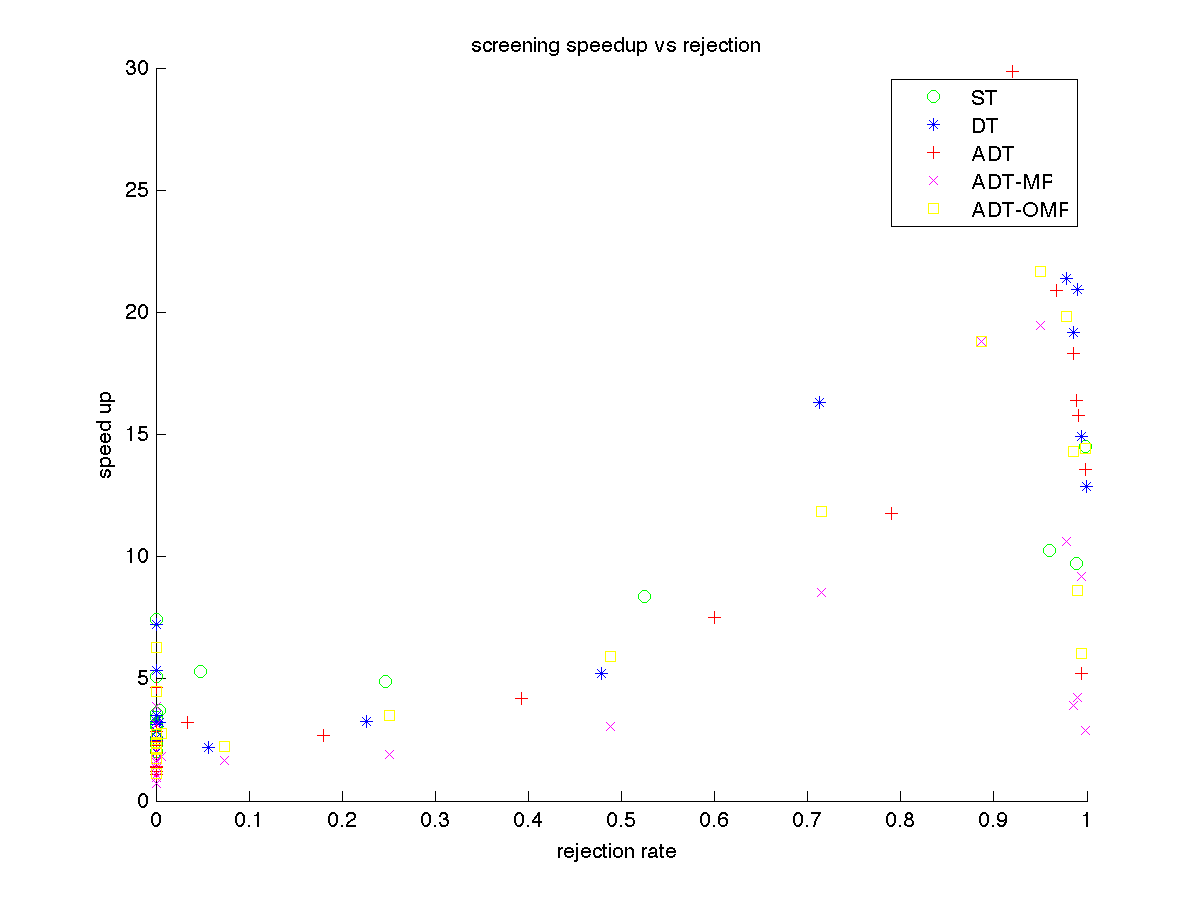 screening speedup vs rejection
30
25
20
15
10
5
0
speed up
ST
DT
ADT
ADT-MF
ADT-OMF
0 0.1 0.2 0.3 0.4 0.5 0.6 0.7 0.8 0.9 1
rejection rate